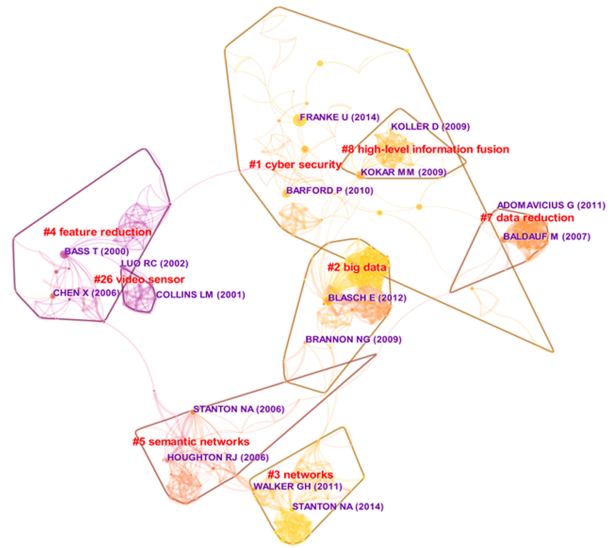 FRANKE U (2014)
KOLLER D (2009)
#8 high-level information fusion
#1 cyber security
KOKAR MM (2009)
BARFORD P (2010)
ADOMAVICIUS G (2011)
#7 data reduction
#4 feature reduction
BALDAUF M (2007)
BASS T (2000)
LUO RC (2002)
#2 big data
#26 video sensor
CHEN X (2006)
COLLINS LM (2001)
BLASCH E (2012)
BRANNON NG (2009)
STANTON NA (2006)
#5 semantic networks
HOUGHTON RJ (2006)
#3 networks
WALKER GH (2011)
STANTON NA (2014)